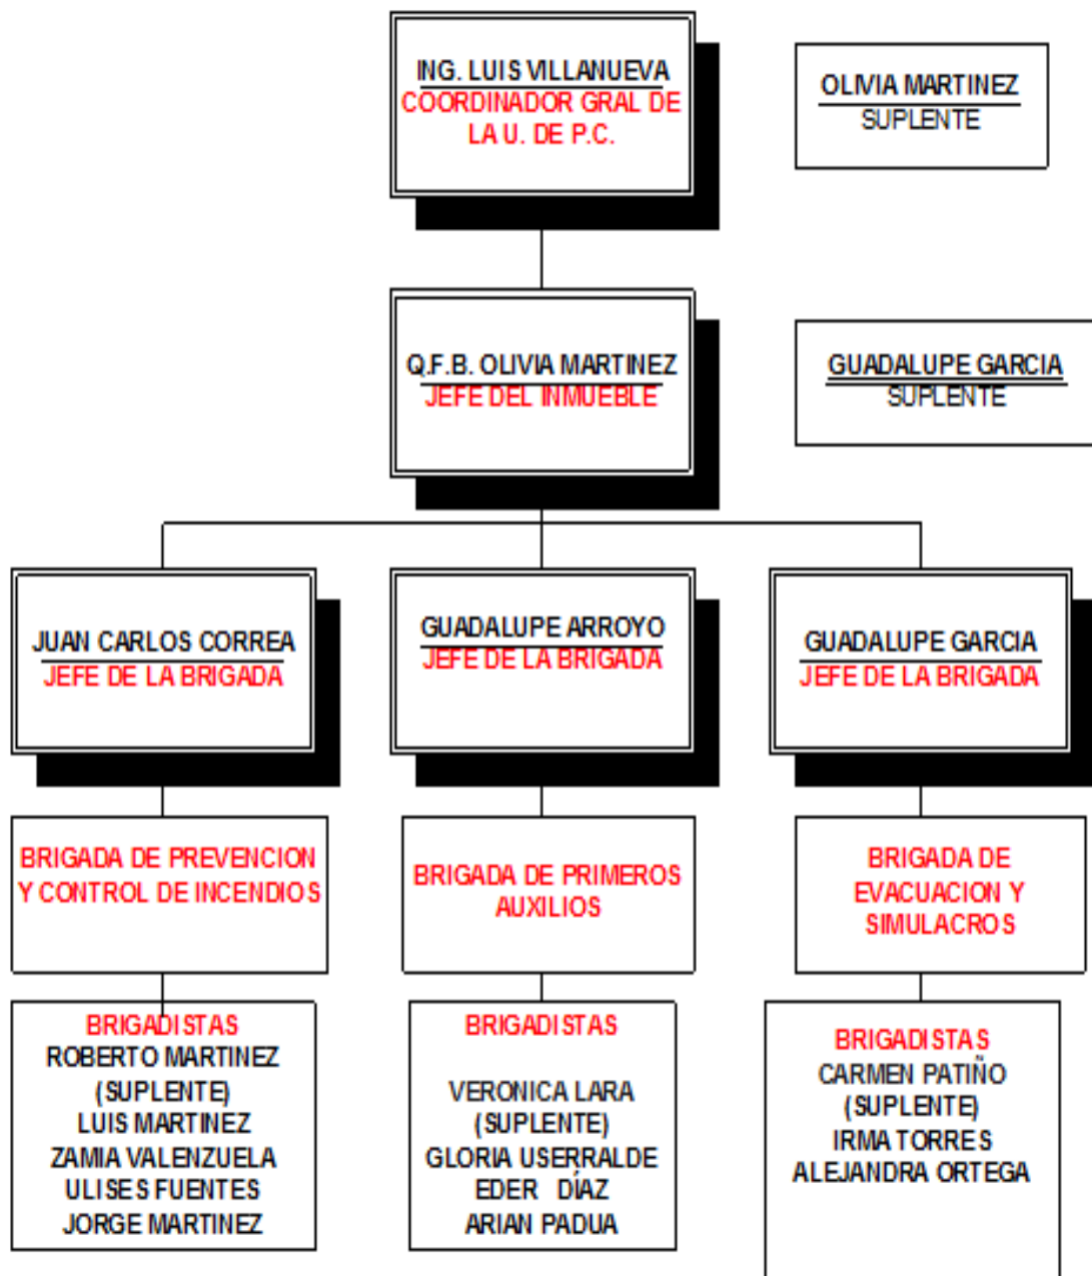 ING. LUIS VILLANUEVA
COORDINADOR GRAL DE
LA U. DE P.C.
OLIVIA MARTINEZ
SUPLENTE
Q.F.B. OLIVIA MARTINEZ
JEFE DEL INMUEBLE
GUADALUPE GARCIA
SUPLENTE
JUAN CARLOS CORREA
JEFE DE LA BRIGADA
GUADALUPE ARROYO
JEFE DE LA BRIGADA
GUADALUPE GARCIA
JEFE DE LA BRIGADA
BRIGADA DE PREVENCION
Y CONTROL DE INCENDIOS
BRIGADA DE PRIMEROS
AUXILIOS
BRIGADA DE
EVACUACION Y
SIMULACROS
BRIGADISTAS
ROBERTO MARTINEZ
(SUPLENTE)
LUIS MARTINEZ
ZAMIA VALENZUELA
ULISES FUENTES
JORGE MARTINEZ
BRIGADISTAS
VERONICA LARA
(SUPLENTE)
GLORIA USERRALDE
EDER DÍAZ
ARIAN PADUA
BRIGADISTAS
CARMEN PATIÑO
(SUPLENTE)
IRMA TORRES
ALEJANDRA ORTEGA